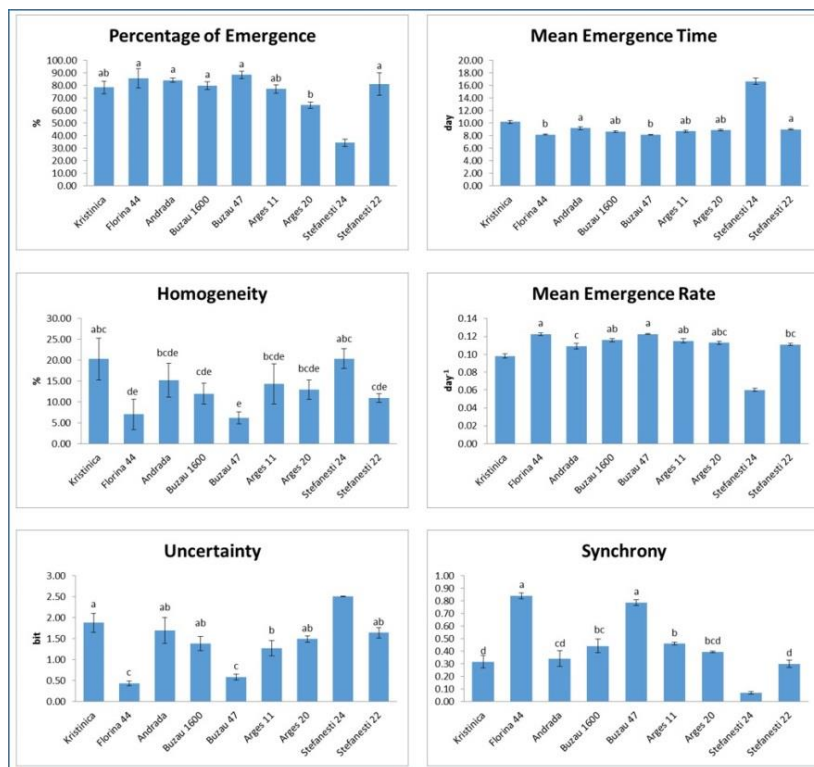 Percentage of Emergence
100.00
90.00
80.00
70.00
60.00
50.00
40.00
30.00
20.00
10.00
0.00
%
ab a a a a ab b a
Kristinica Florina 44 Andrada Buzau 1600 Buzau 47 Arges 11 Arges 20 Stefanesti 24 Stefanesti 22
Mean Emergence Time
20.00
18.00
16.00
14.00
12.00
10.00
8.00
6.00
4.00
2.00
0.00
day
b a ab b ab ab a
Kristinica Florina 44 Andrada Buzau 1600 Buzau 47 Arges 11 Arges 20 Stefanesti 24 Stefanesti 22
Homogeneity
30.00
25.00
20.00
15.00
10.00
5.00
0.00
%
abc de bcde cde e bcde bcde abc cde
Kristinica Florina 44 Andrada Buzau 1600 Buzau 47 Arges 11 Arges 20 Stefanesti 24 Stefanesti 22
Mean Emergence Rate
0.14
0.12
0.10
0.08
0.06
0.04
0.02
0.00
day⁻¹
a c ab a ab abc bc
Kristinica Florina 44 Andrada Buzau 1600 Buzau 47 Arges 11 Arges 20 Stefanesti 24 Stefanesti 22
Uncertainty
3.00
2.50
2.00
1.50
1.00
0.50
0.00
bit
a c ab ab c b ab ab
Kristinica Florina 44 Andrada Buzau 1600 Buzau 47 Arges 11 Arges 20 Stefanesti 24 Stefanesti 22
Synchrony
1.00
0.90
0.80
0.70
0.60
0.50
0.40
0.30
0.20
0.10
0.00
d a cd bc a b bcd d
Kristinica Florina 44 Andrada Buzau 1600 Buzau 47 Arges 11 Arges 20 Stefanesti 24 Stefanesti 22